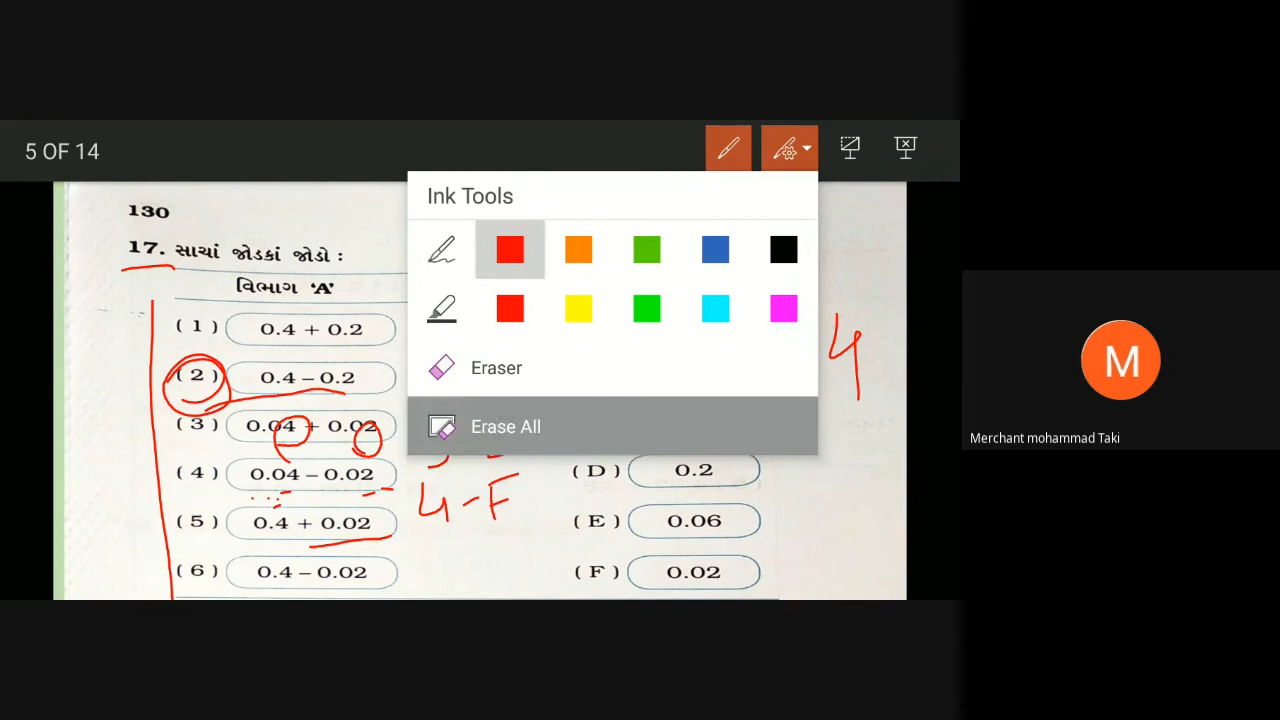 5 OF 14
Ink Tools
Eraser
Erase All
130
17. સાચાં જોડકાં જોડો :
વિભાગ ‘A’
(1) 0.4 + 0.2
(2) 0.4 – 0.2
(3) 0.04 + 0.02
(4) 0.04 – 0.02
(5) 0.4 + 0.02
(6) 0.4 – 0.02
4-F
4
(D) 0.2
(E) 0.06
(F) 0.02
M
Merchant mohammad Taki